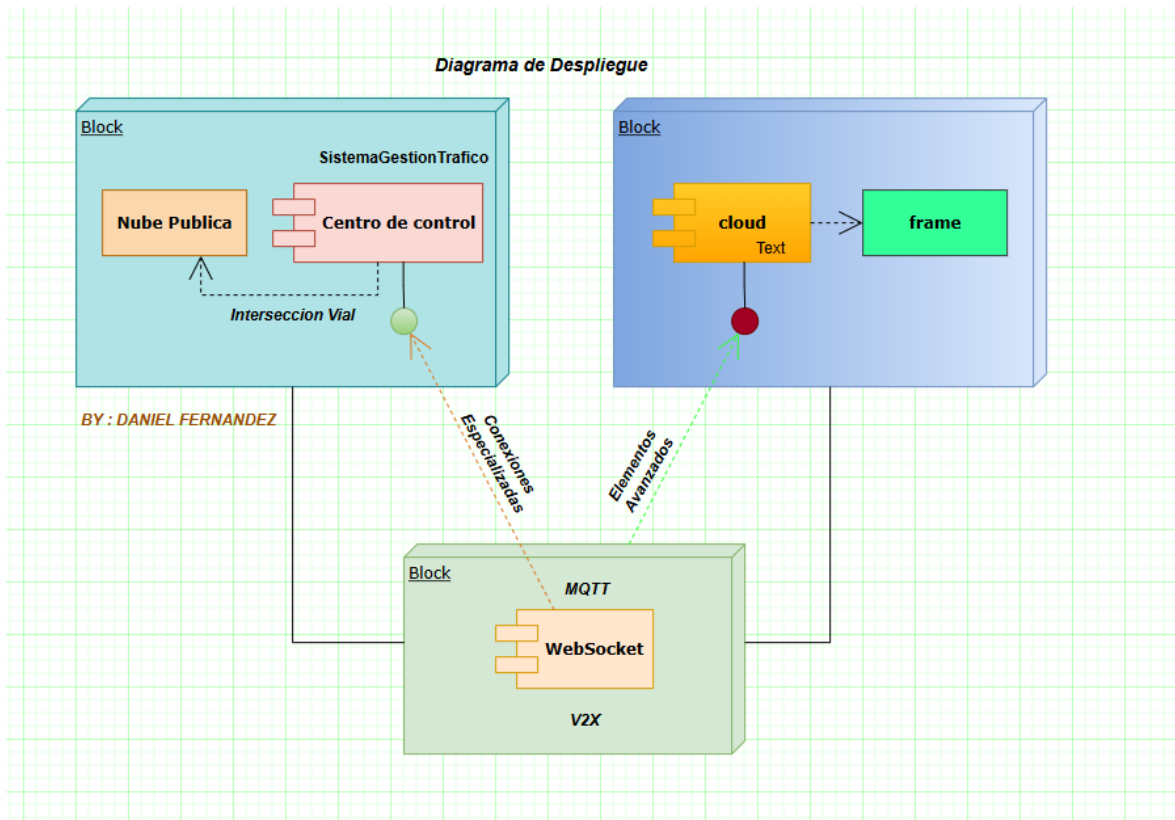 Diagrama de Despliegue
Block
SistemaGestionTrafico
Nube Publica
Centro de control
Interseccion Vial
Block
cloud
Text
frame
BY : DANIEL FERNANDEZ
Conexiones
Especializadas
Elementos
Avanzados
Block
MQTT
WebSocket
V2X